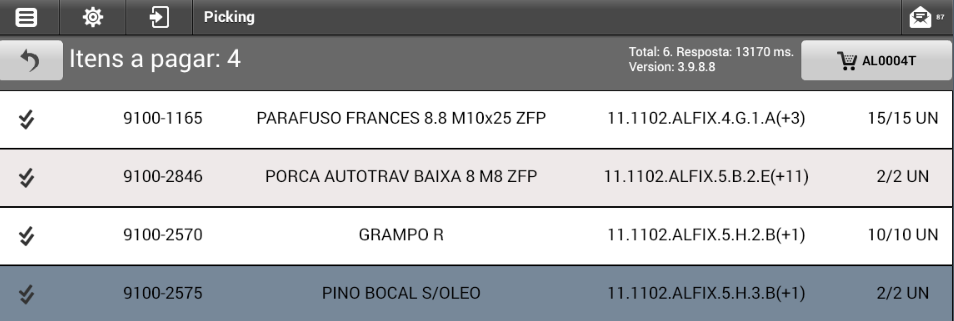 Picking
87
Itens a pagar: 4
Total: 6. Resposta: 13170 ms.
Version: 3.9.8.8
AL0004T
9100-1165 PARAFUSO FRANCES 8.8 M10x25 ZFP 11.1102.ALFIX.4.G.1.A(+3) 15/15 UN
9100-2846 PORCA AUTOTRAV BAIXA 8 M8 ZFP 11.1102.ALFIX.5.B.2.E(+11) 2/2 UN
9100-2570 GRAMPO R 11.1102.ALFIX.5.H.2.B(+1) 10/10 UN
9100-2575 PINO BOCAL S/OLEO 11.1102.ALFIX.5.H.3.B(+1) 2/2 UN